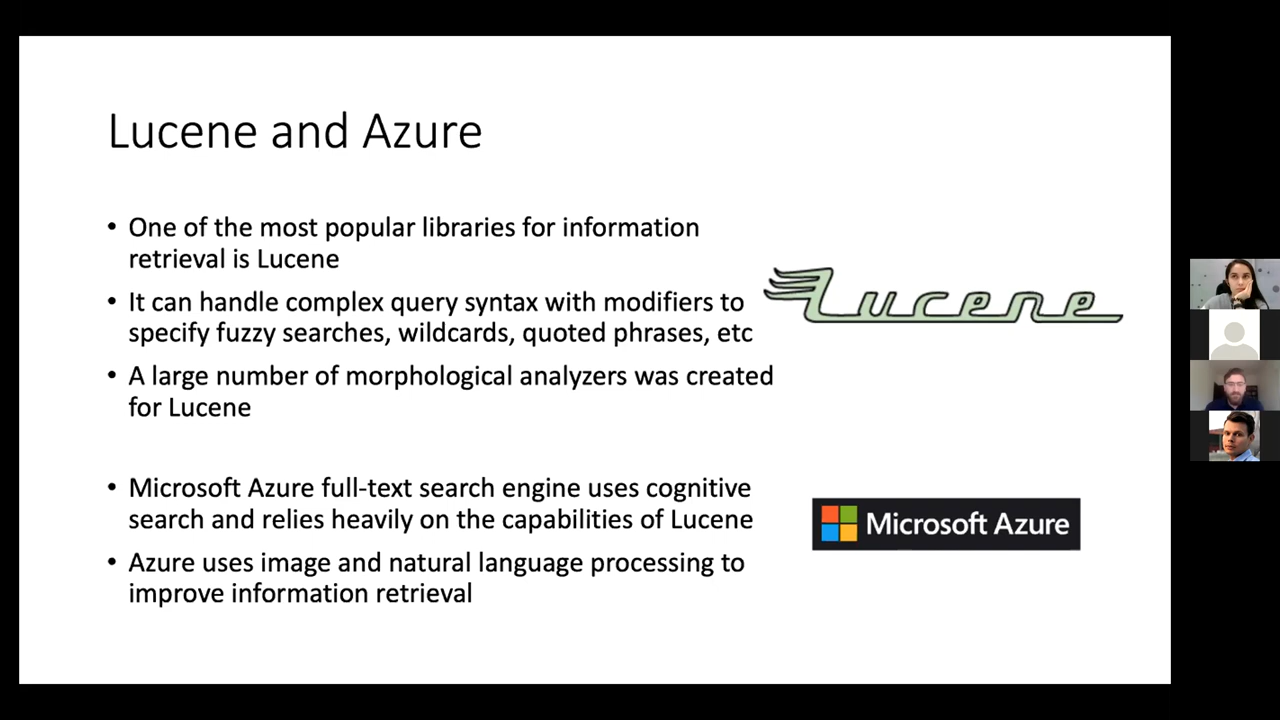 Lucene and Azure
• One of the most popular libraries for information
retrieval is Lucene
• It can handle complex query syntax with modifiers to
specify fuzzy searches, wildcards, quoted phrases, etc
• A large number of morphological analyzers was created
for Lucene
Lucene
• Microsoft Azure full-text search engine uses cognitive
search and relies heavily on the capabilities of Lucene
• Azure uses image and natural language processing to
improve information retrieval
Microsoft Azure